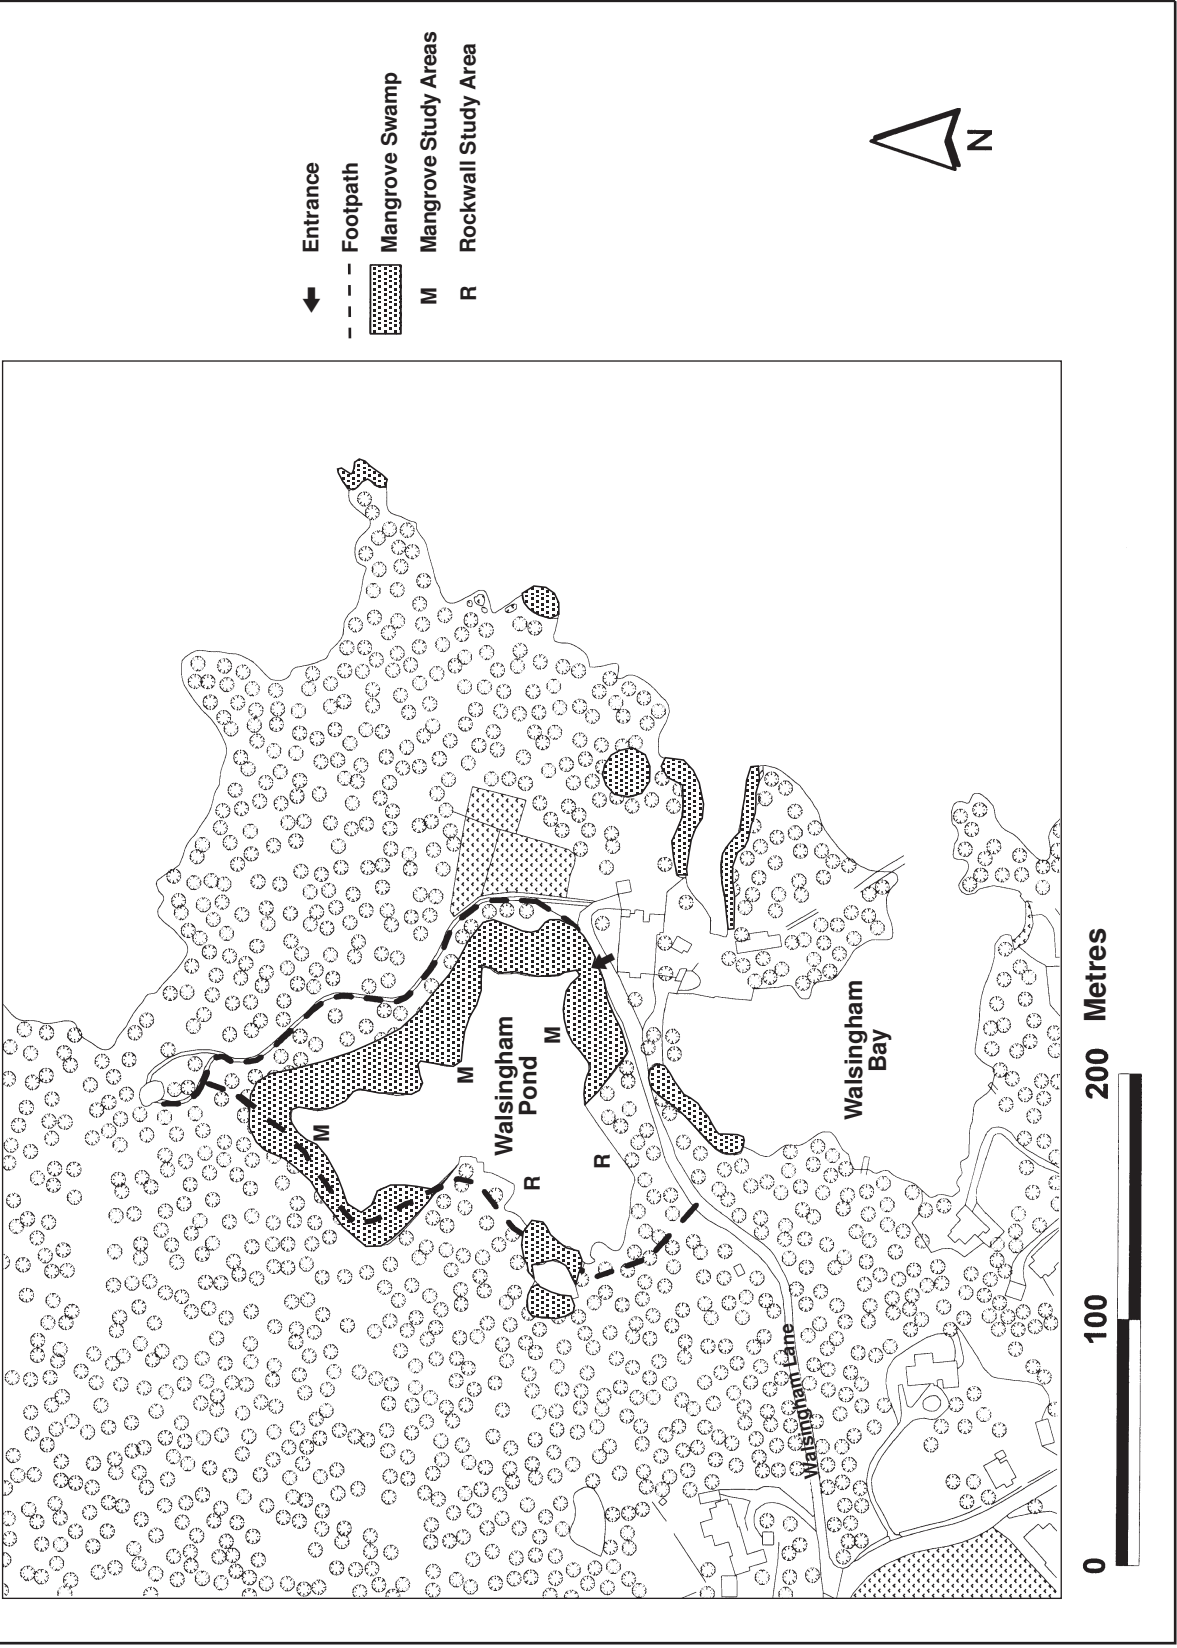 Entrance
Footpath
Mangrove Swamp
M Mangrove Study Areas
R Rockwall Study Area
N
M
M
M
Walsingham
Pond
R
R
Walsingham
Bay
Walsingham Lane
0 100 200 Metres